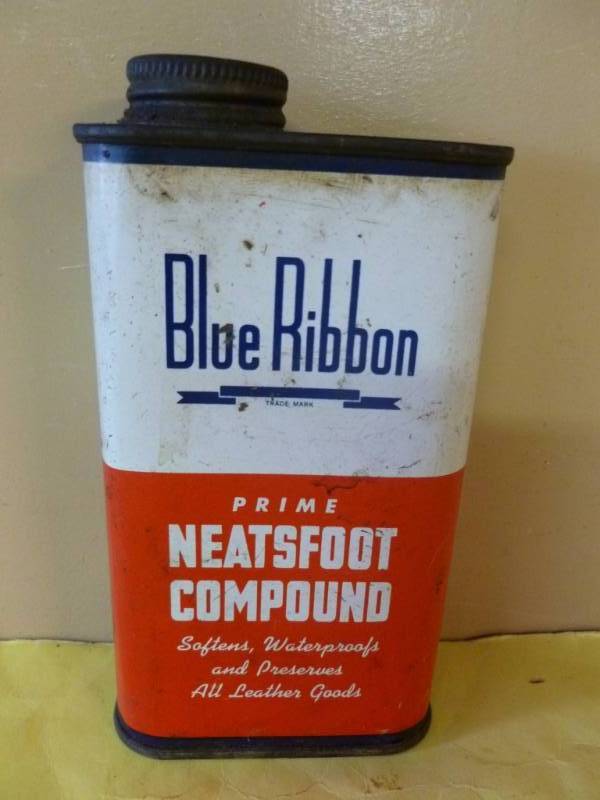 Blue Ribbon
TRADE MARK
PRIME
NEATSFOOT
COMPOUND
Softens, Waterproofs
and Preserves
All Leather Goods